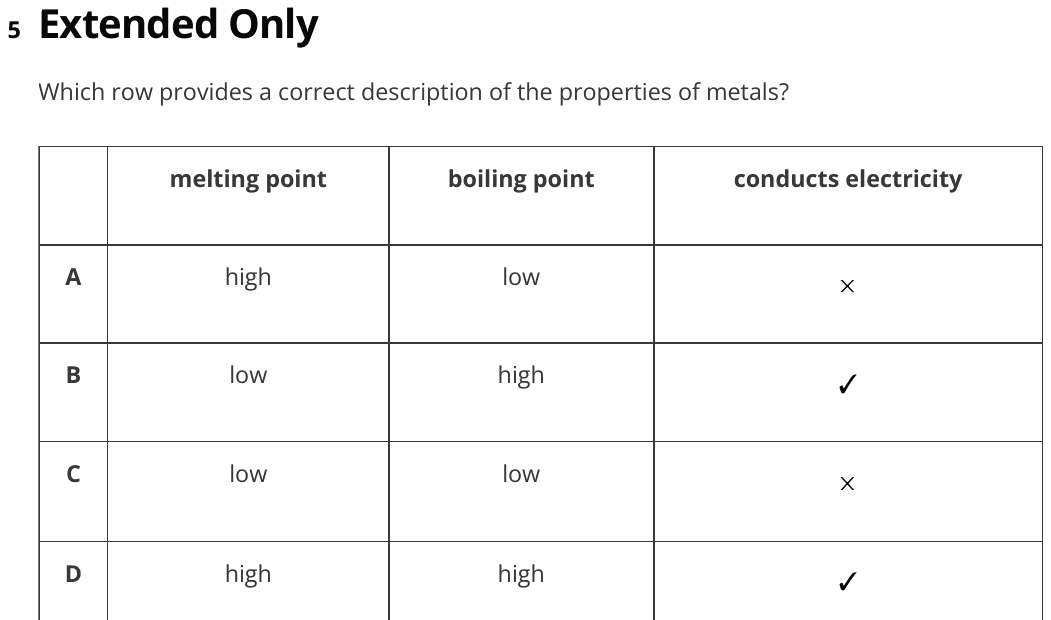 5 Extended Only
Which row provides a correct description of the properties of metals?
melting point boiling point conducts electricity
A high low ×
B low high ✓
C low low ×
D high high ✓